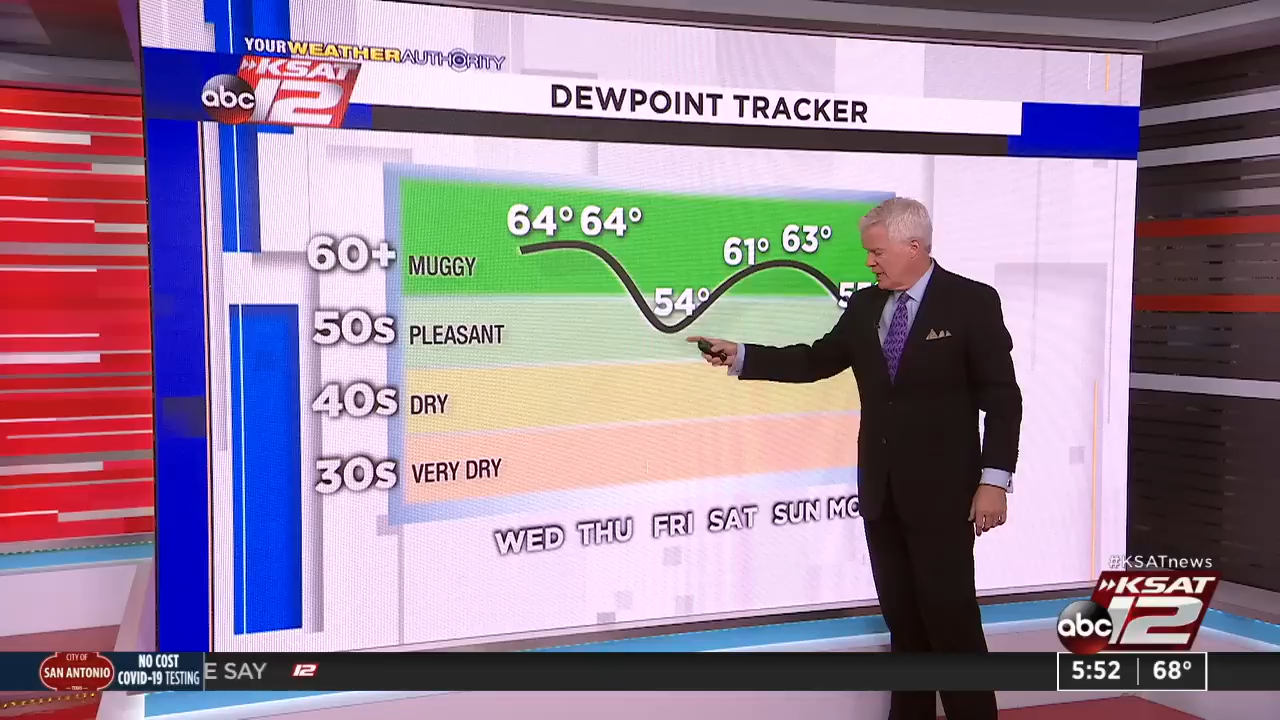 YOUR WEATHER AUTHORITY
KSAT
abc 12
DEWPOINT TRACKER
64° 64°
61° 63°
54°
60+ MUGGY
50s PLEASANT
40s DRY
30s VERY DRY
WED THU FRI SAT SUN MO
#KSATnews
KSAT
abc 12
CITY OF
SAN ANTONIO
TEXAS
NO COST
COVID-19 TESTING
E SAY 12
5:52 68°